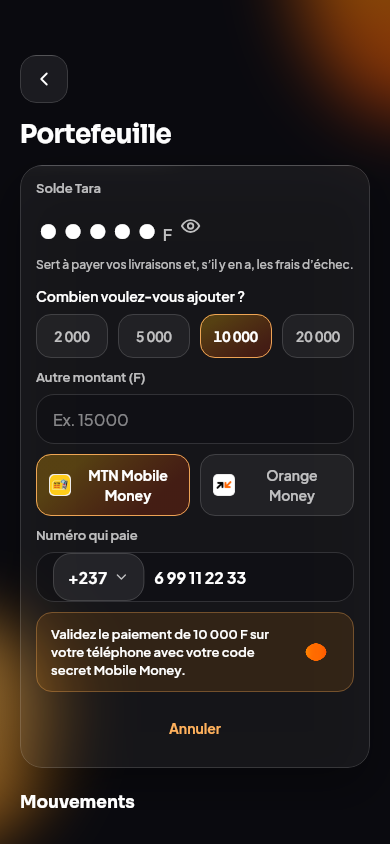 Portefeuille
Solde Tara
●●●●● F
Sert à payer vos livraisons et, s'il y en a, les frais d'échec.
Combien voulez-vous ajouter ?
2 000
5 000
10 000
20 000
Autre montant (F)
Ex. 15000
MTN Mobile
Money
Orange
Money
Numéro qui paie
+237
6 99 11 22 33
Validez le paiement de 10 000 F sur
votre téléphone avec votre code
secret Mobile Money.
Annuler
Mouvements